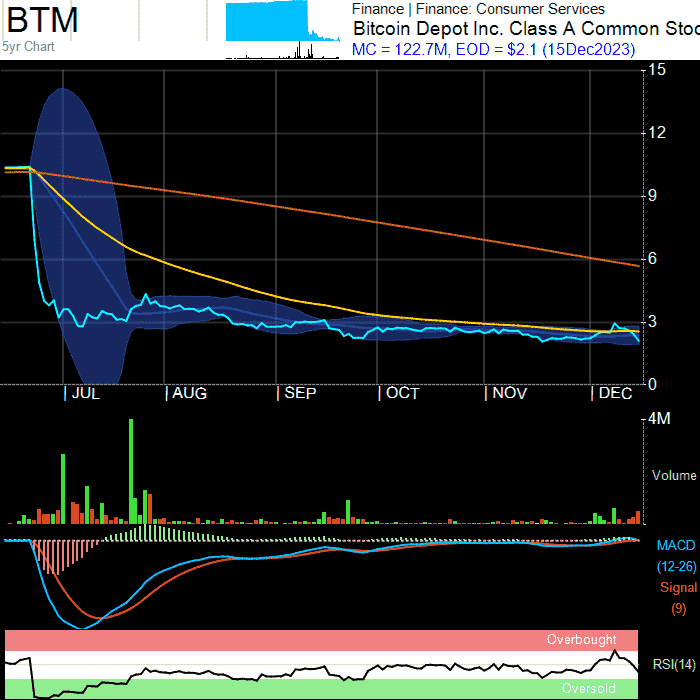 BTM
5yr Chart
Finance | Finance: Consumer Services
Bitcoin Depot Inc. Class A Common Stoc
MC = 122.7M, EOD = $2.1 (15Dec2023)
15
12
9
6
3
0
JUL
AUG
SEP
OCT
NOV
DEC
4M
Volume
MACD
(12-26)
Signal
(9)
Overbought
RSI(14)
Oversold